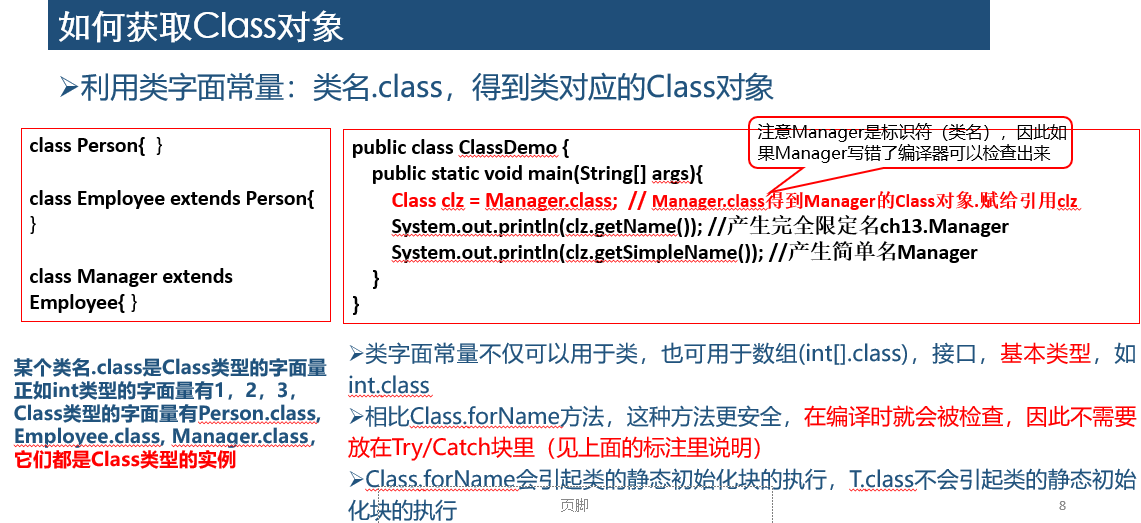 如何获取Class对象
➢利用类字面常量：类名.class，得到类对应的Class对象
class Person{  }
class Employee extends Person{
}
class Manager extends
Employee{ }
注意Manager是标识符（类名），因此如
果Manager写错了编译器可以检查出来
public class ClassDemo {
public static void main(String[] args){
Class clz = Manager.class;  // Manager.class得到Manager的Class对象.赋给引用clz
System.out.println(clz.getName()); //产生完全限定名ch13.Manager
System.out.println(clz.getSimpleName()); //产生简单名Manager
}
}
某个类名.class是Class类型的字面量
正如int类型的字面量有1，2，3，
Class类型的字面量有Person.class,
Employee.class, Manager.class，
它们都是Class类型的实例
➢类字面常量不仅可以用于类，也可用于数组(int[].class)，接口，基本类型，如
int.class
➢相比Class.forName方法，这种方法更安全，在编译时就会被检查，因此不需要
放在Try/Catch块里（见上面的标注里说明）
➢Class.forName会引起类的静态初始化块的执行，T.class不会引起类的静态初始
化块的执行
页脚
8